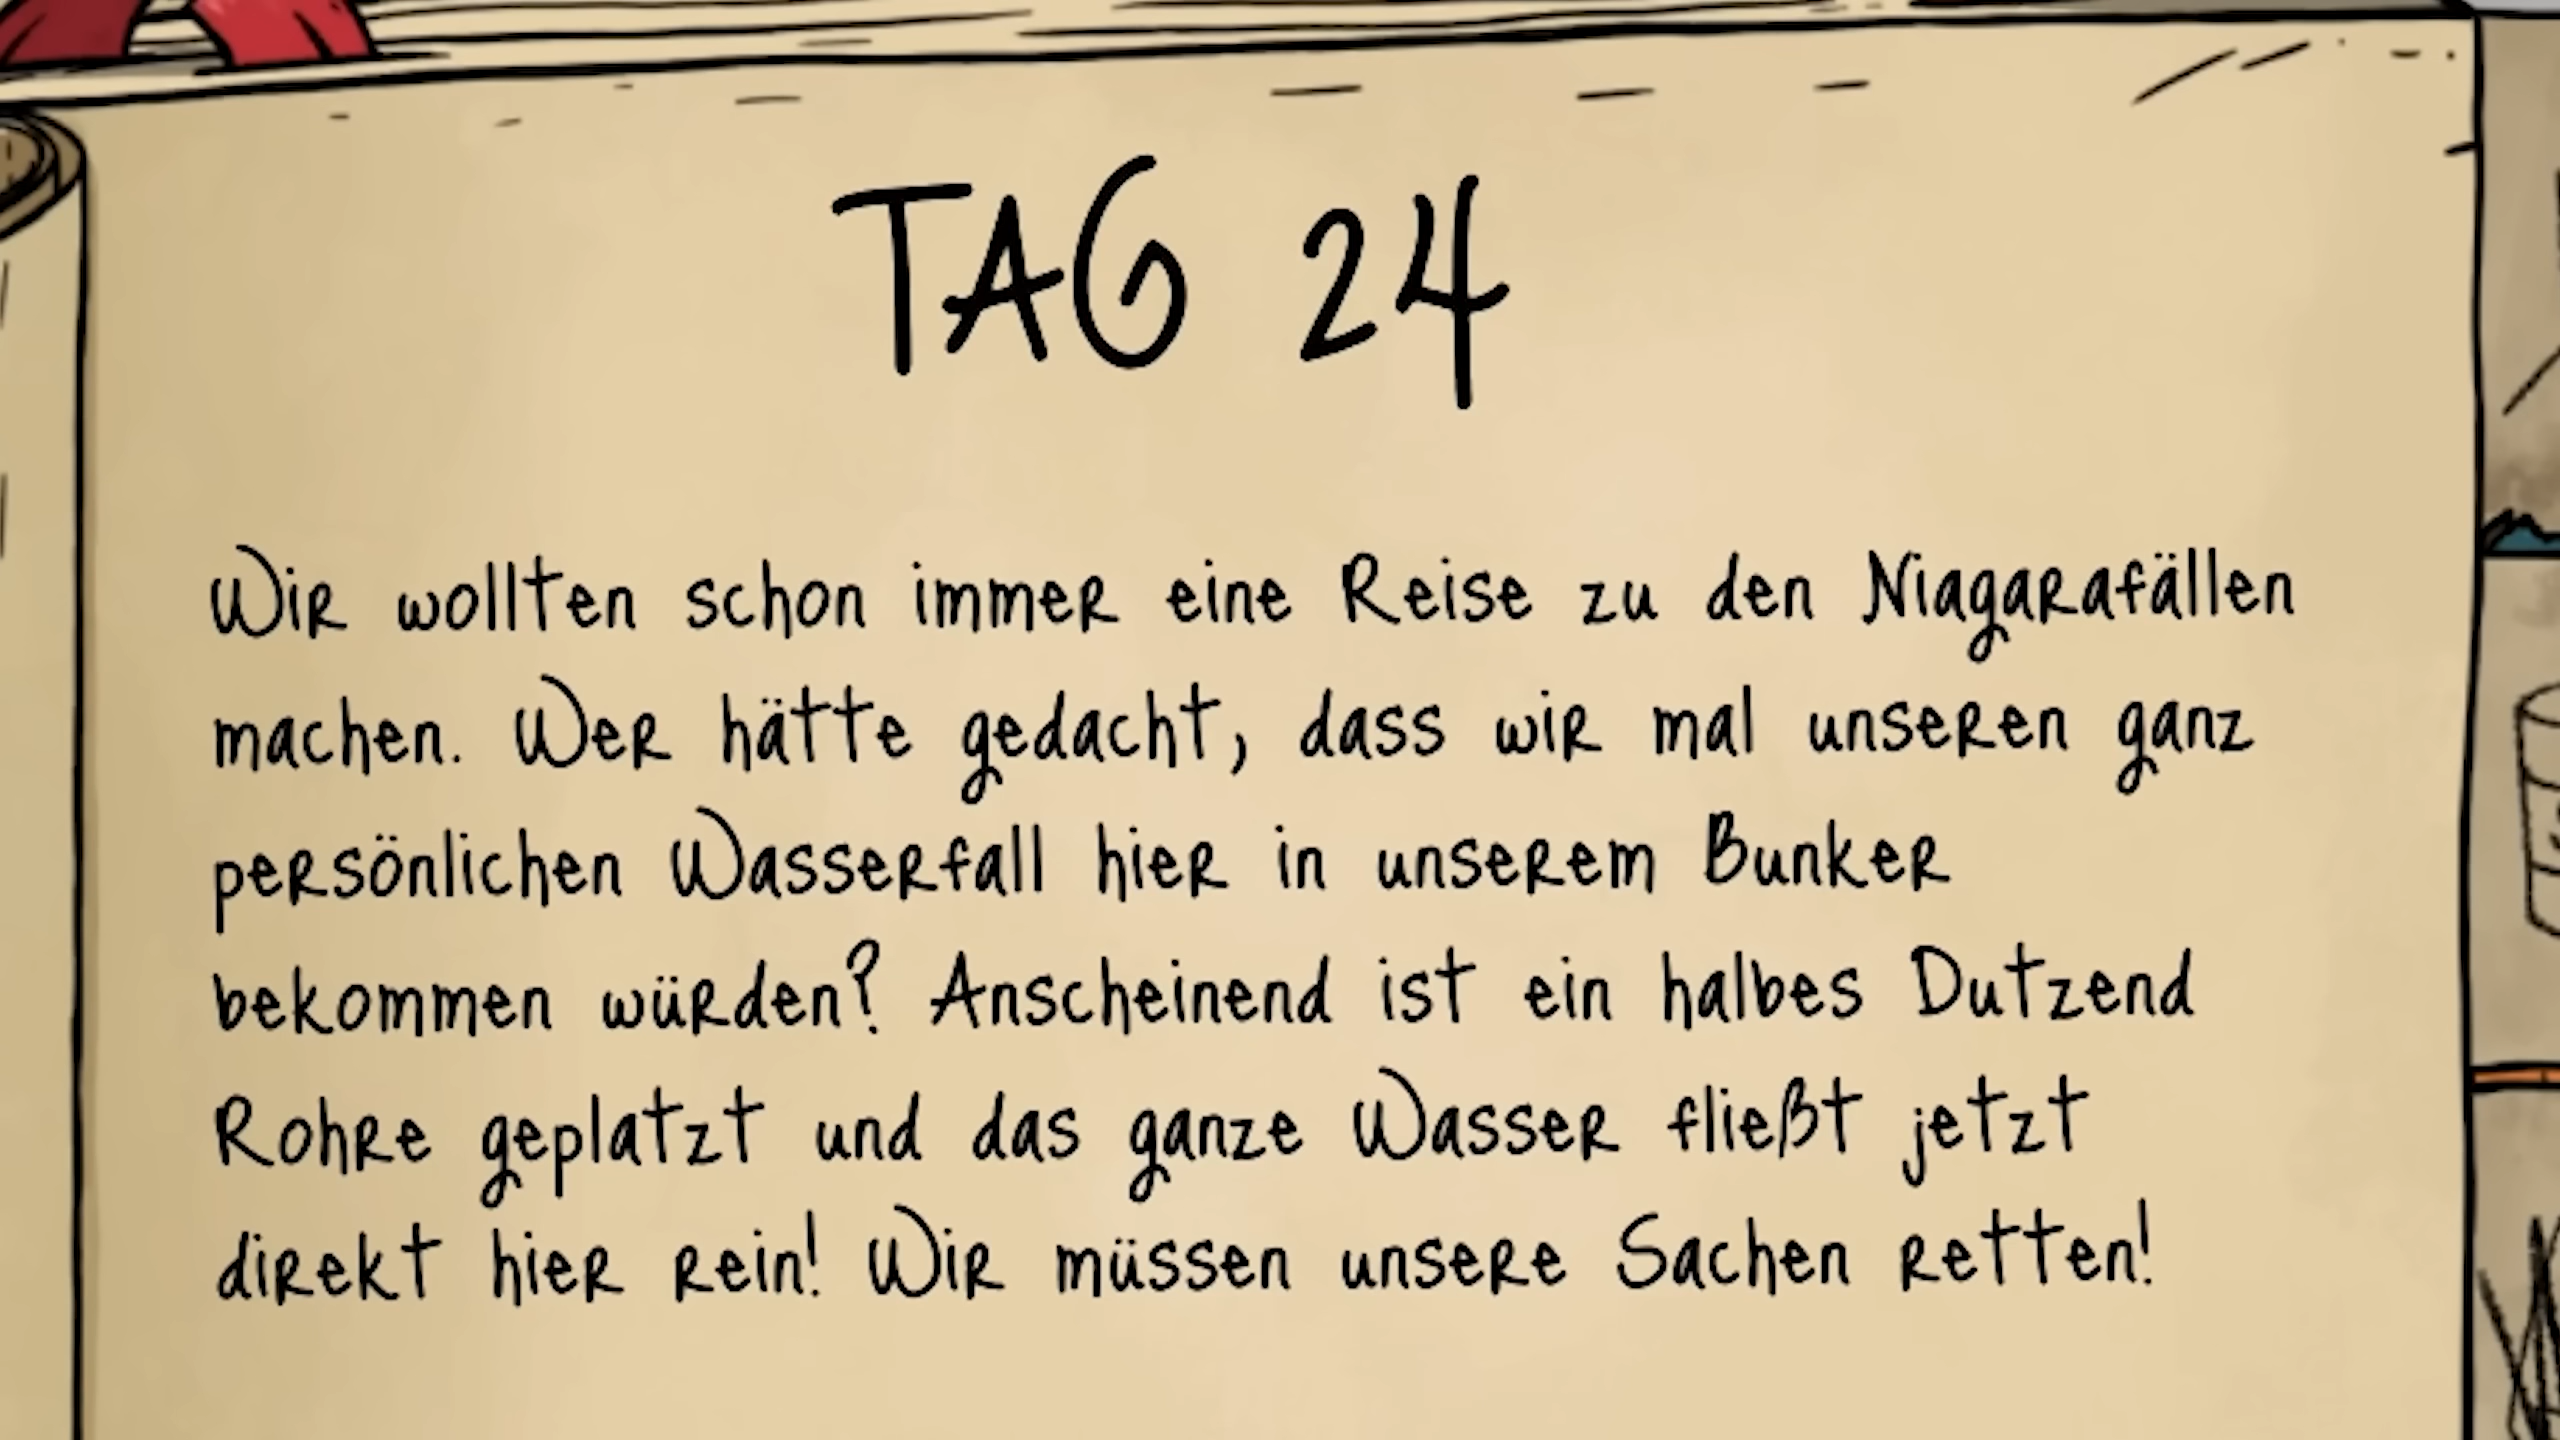 TAG 24
Wir wollten schon immer eine Reise zu den Niagarafällen
machen. Wer hätte gedacht, dass wir mal unseren ganz
persönlichen Wasserfall hier in unserem Bunker
bekommen würden? Anscheinend ist ein halbes Dutzend
Rohre geplatzt und das ganze Wasser fließt jetzt
direkt hier rein! Wir müssen unsere Sachen retten!